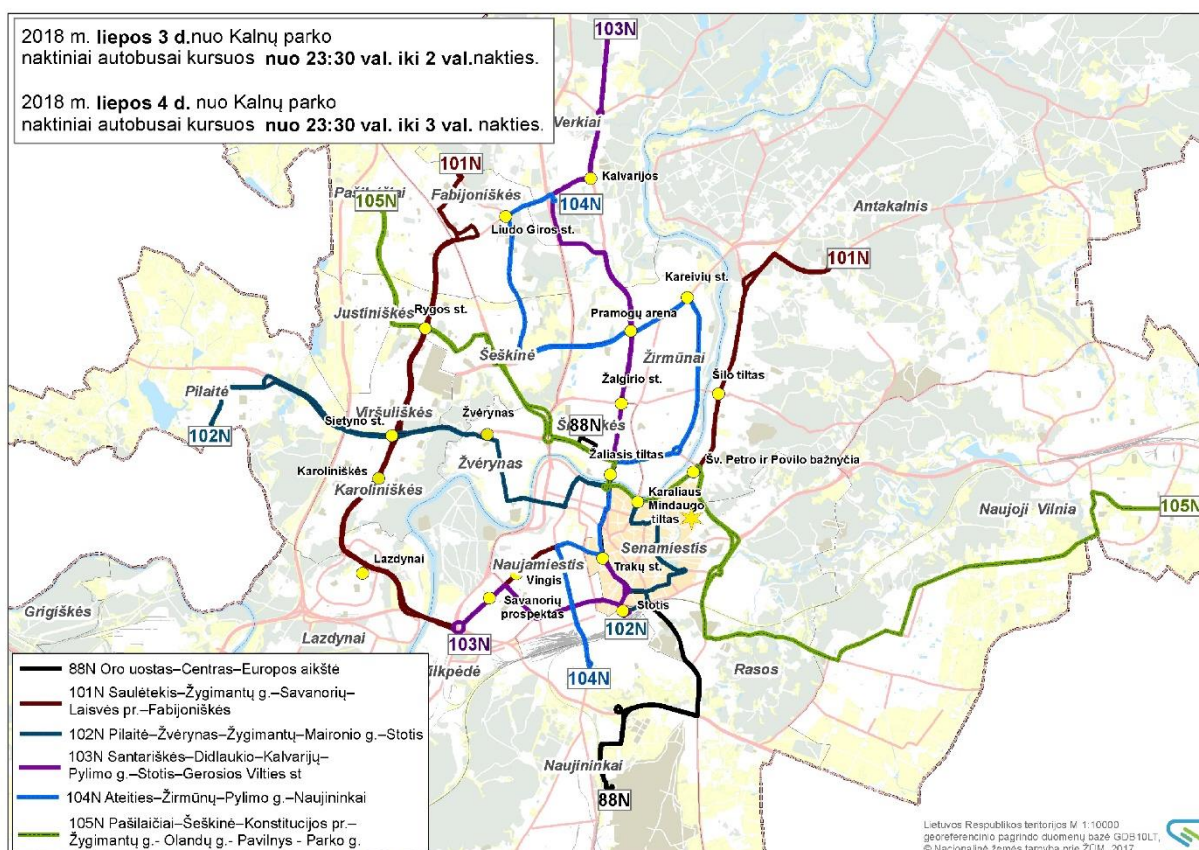 2018 m. liepos 3 d.nuo Kalnų parko
naktiniai autobusai kursuos nuo 23:30 val. iki 2 val.nakties.
2018 m. liepos 4 d. nuo Kalnų parko
naktiniai autobusai kursuos nuo 23:30 val. iki 3 val. nakties.
103N
Verkiai
101N
Kalvarijos
Fabijoniškės
105N
104N
Antakalnis
Liudo Giros st.
101N
Kareivių st.
Justiniškės
Rygos st.
Pramogų arena
Šeškinė
Žirmūnai
Žalgirio st.
Šilo tiltas
Pilaitė
Viršuliškės
Sietyno st.
Žvėrynas
88N
102N
Žaliasis tiltas
Šv. Petro ir Povilo bažnyčia
Karoliniškės
Žvėrynas
Karoliniškės
Karaliaus
Mindaugo
tiltas
Naujoji Vilnia
105N
Senamiestis
Lazdynai
Naujamiestis
Vingis
Trakų st.
Grigiškės
Savanorių
prospektas
Stotis
Lazdynai
103N
102N
Rasos
104N
Naujininkai
88N
88N Oro uostas–Centras–Europos aikštė
101N Saulėtekis–Žygimantų g.–Savanorių–
Laisvės pr.–Fabijoniškės
102N Pilaitė–Žvėrynas–Žygimantų–Maironio g.–Stotis
103N Santariškės–Didlaukio–Kalvarijų–
Pylimo g.–Stotis–Gerosios Vilties st
104N Ateities–Žirmūnų–Pylimo g.–Naujininkai
105N Pašilaičiai–Šeškinė–Konstitucijos pr.–
Žygimantų g.- Olandų g.- Pavilnys - Parko g.
Lietuvos Respublikos teritorijos M 1:10000
georeferencinio pagrindo duomenų bazė GDB10LT,
© Nacionalinė žemės tarnyba prie ŽŪM, 2017